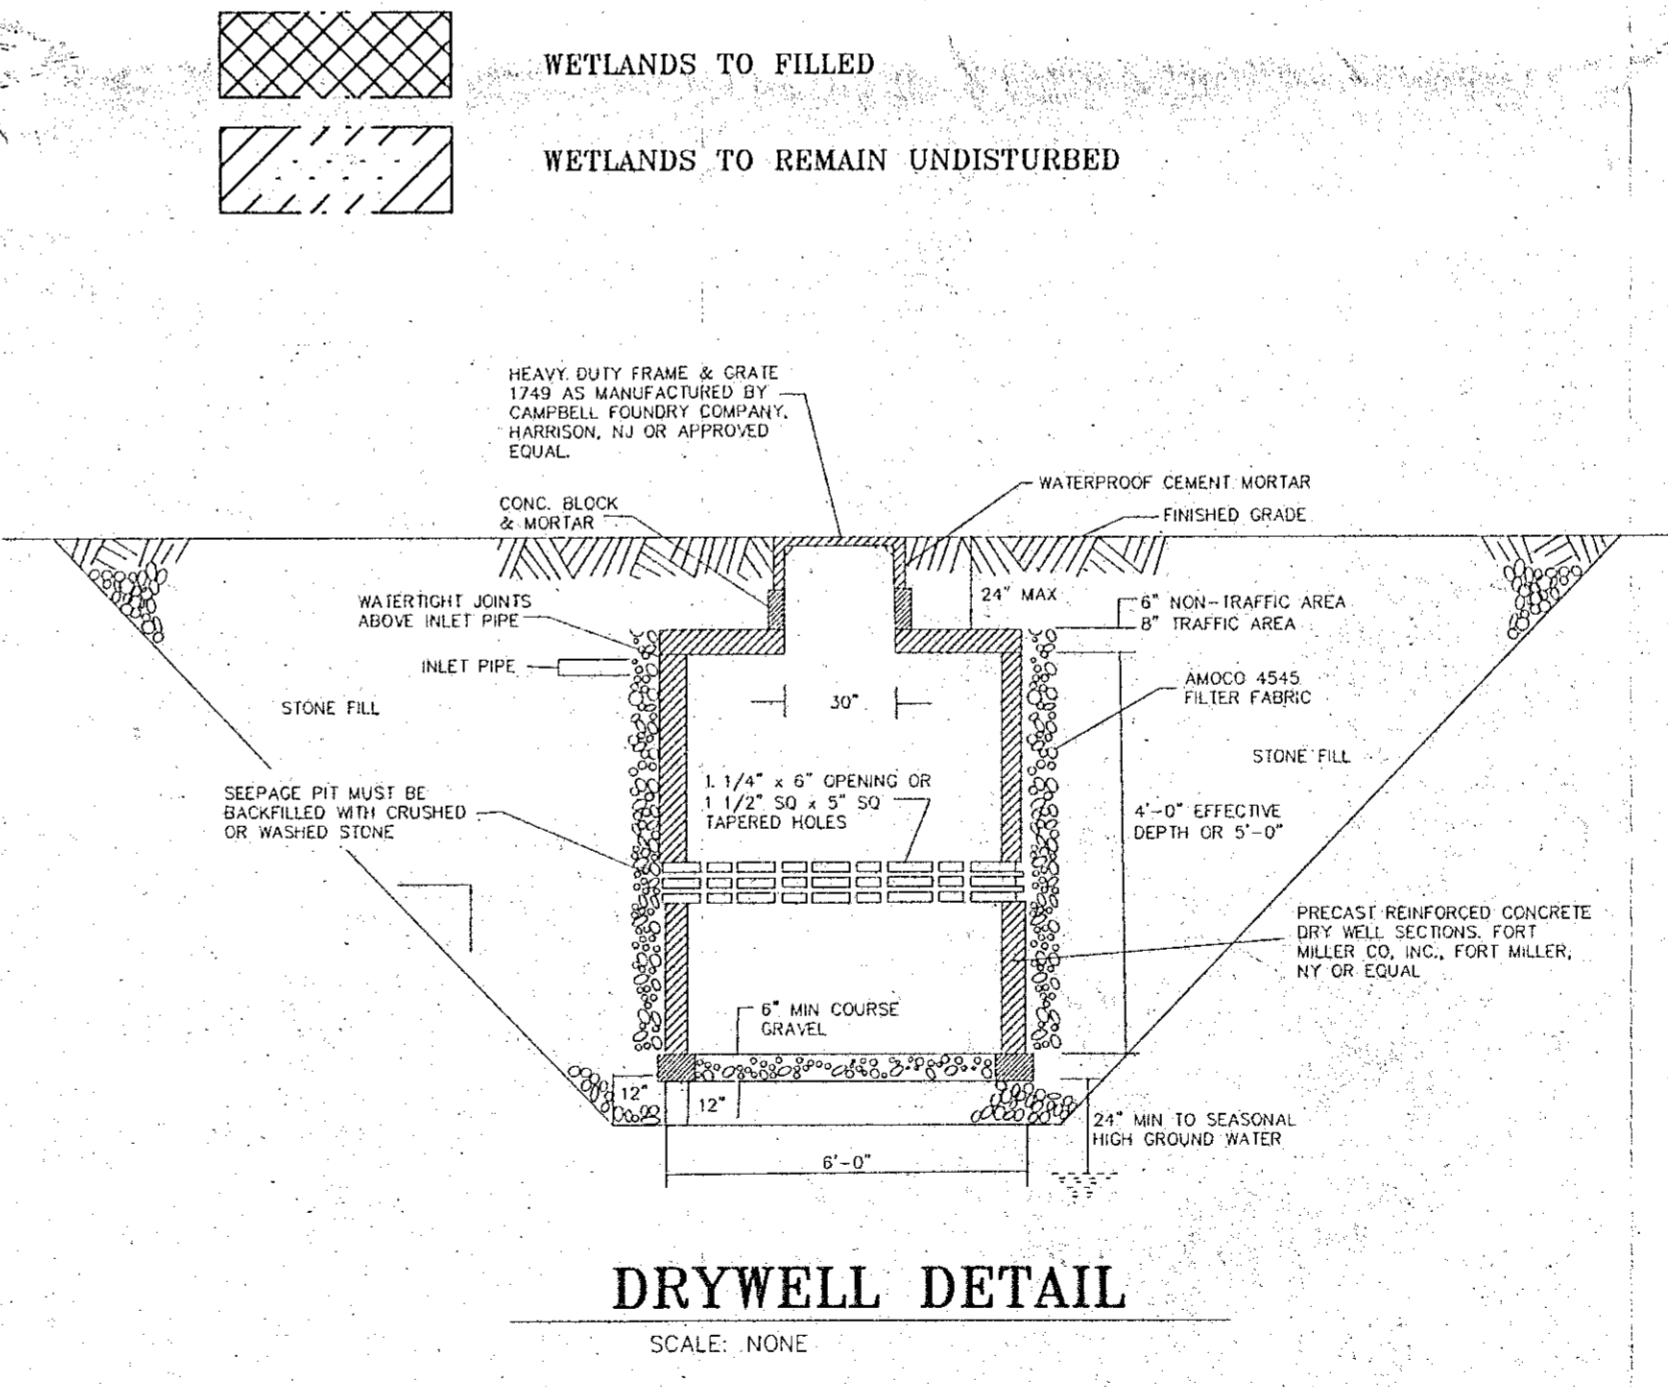 WETLANDS TO FILLED
WETLANDS TO REMAIN UNDISTURBED
HEAVY DUTY FRAME & GRATE
1749 AS MANUFACTURED BY
CAMPBELL FOUNDRY COMPANY,
HARRISON, NJ OR APPROVED
EQUAL.
CONC. BLOCK
& MORTAR
WATERPROOF CEMENT MORTAR
FINISHED GRADE
WATERTIGHT JOINTS
ABOVE INLET PIPE
24" MAX
6" NON-TRAFFIC AREA
8" TRAFFIC AREA
INLET PIPE
AMOCO 4545
FILTER FABRIC
STONE FILL
30"
STONE FILL
SEEPAGE PIT MUST BE
BACKFILLED WITH CRUSHED
OR WASHED STONE
1 1/4" x 6" OPENING OR
1 1/2" SQ x 5" SQ
TAPERED HOLES
4'-0" EFFECTIVE
DEPTH OR 5'-0"
PRECAST REINFORCED CONCRETE
DRY WELL SECTIONS. FORT
MILLER CO, INC., FORT MILLER,
NY OR EQUAL
6" MIN COURSE
GRAVEL
12"
12"
24" MIN TO SEASONAL
HIGH GROUND WATER
6'-0"
DRYWELL DETAIL
SCALE: NONE